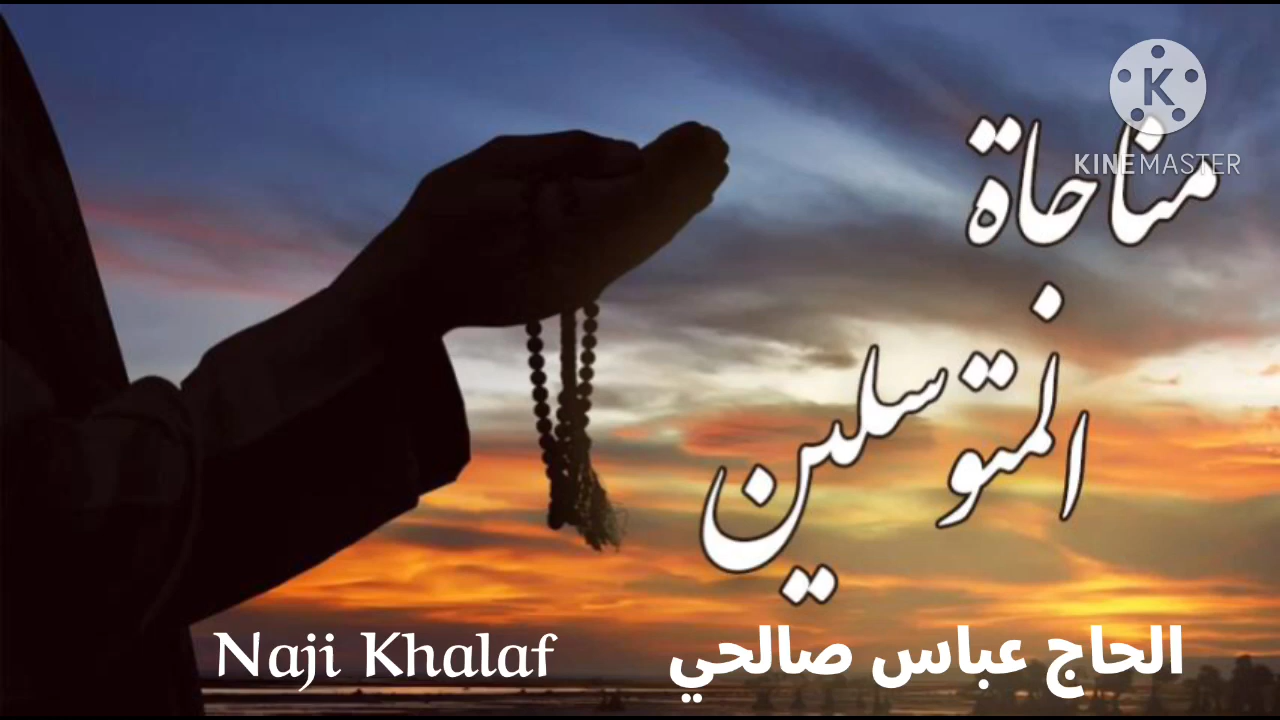 K
KINEMASTER
مناجاة
المتوسلين
الحاج عباس صالحي
Naji Khalaf